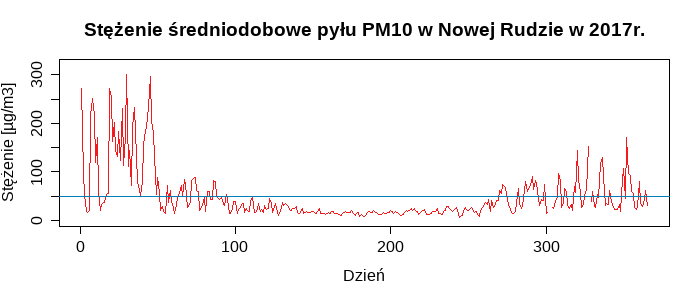 Stężenie średniodobowe pyłu PM10 w Nowej Rudzie w 2017r.
Stężenie [µg/m3]
300
200
100
0
0 100 200 300
Dzień